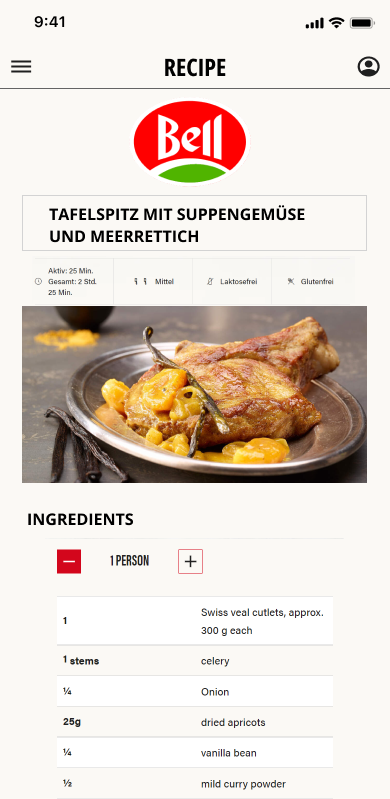 9:41
RECIPE
Bell
TAFELSPITZ MIT SUPPENGEMÜSE
UND MEERRETTICH
Aktiv: 25 Min.
Gesamt: 2 Std.
25 Min.
Mittel
Laktosefrei
Glutenfrei
INGREDIENTS
1 PERSON
1
Swiss veal cutlets, approx.
300 g each
1 stems
celery
¼
Onion
25g
dried apricots
¼
vanilla bean
½
mild curry powder